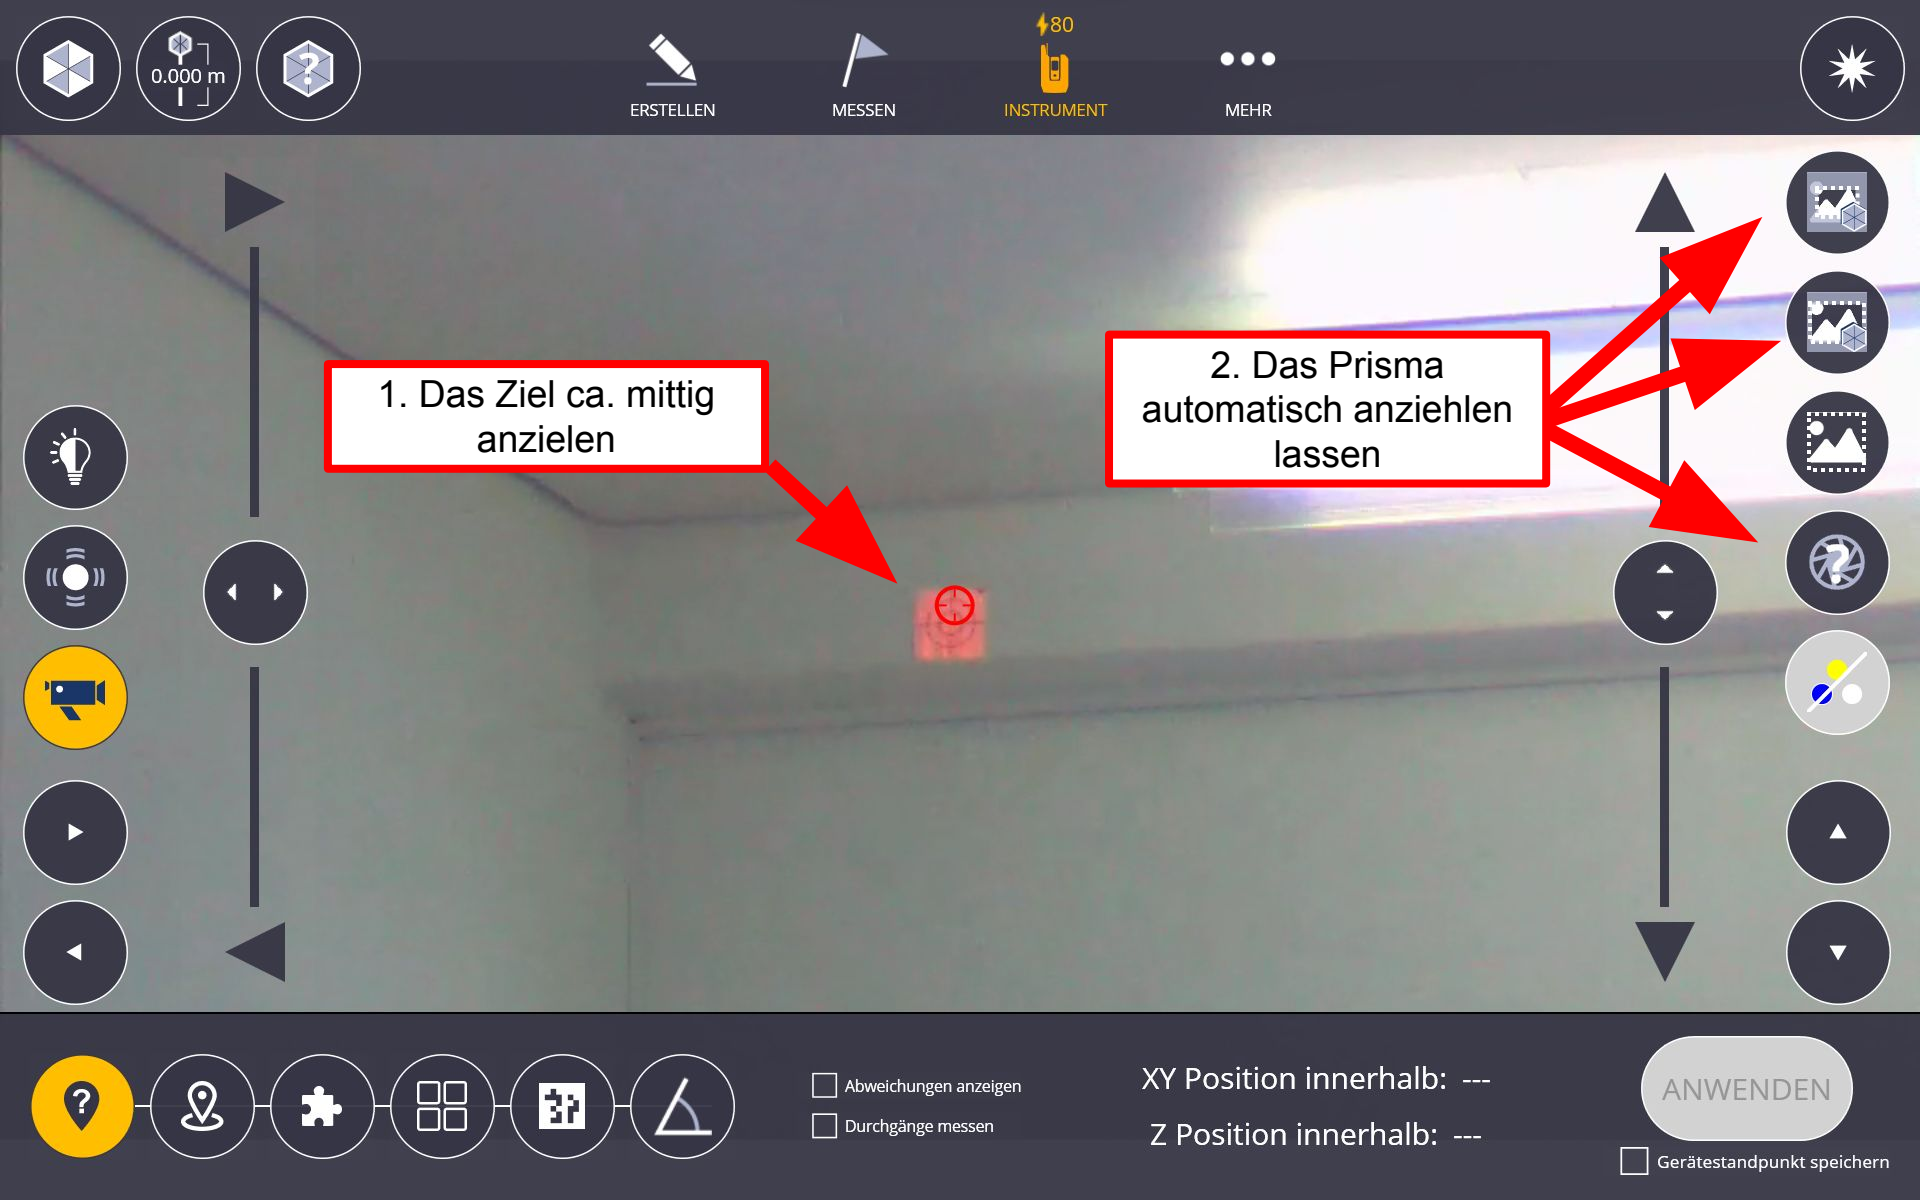 80
0.000 m
?
ERSTELLEN
MESSEN
INSTRUMENT
MEHR
1. Das Ziel ca. mittig
anzielen
2. Das Prisma
automatisch anziehlen
lassen
?
?
Abweichungen anzeigen
Durchgänge messen
XY Position innerhalb: ---
Z Position innerhalb: ---
ANWENDEN
Gerätestandpunkt speichern